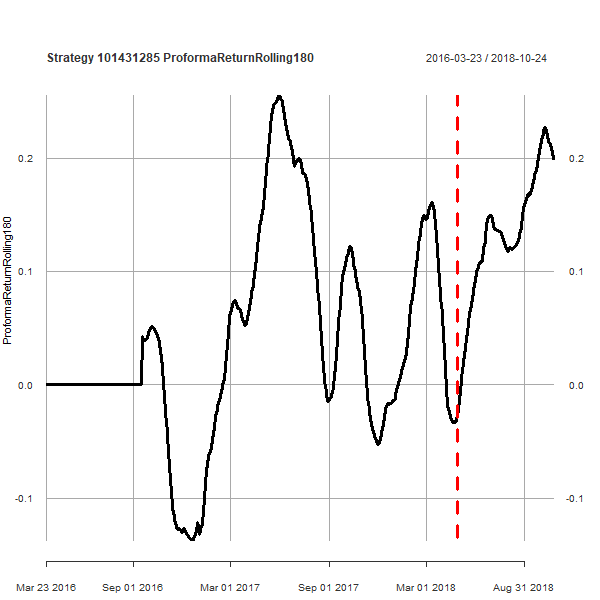 Strategy 101431285 ProformaReturnRolling180
2016-03-23 / 2018-10-24
ProformaReturnRolling180
0.2
0.2
0.1
0.1
0.0
0.0
-0.1
-0.1
Mar 23 2016
Sep 01 2016
Mar 01 2017
Sep 01 2017
Mar 01 2018
Aug 31 2018